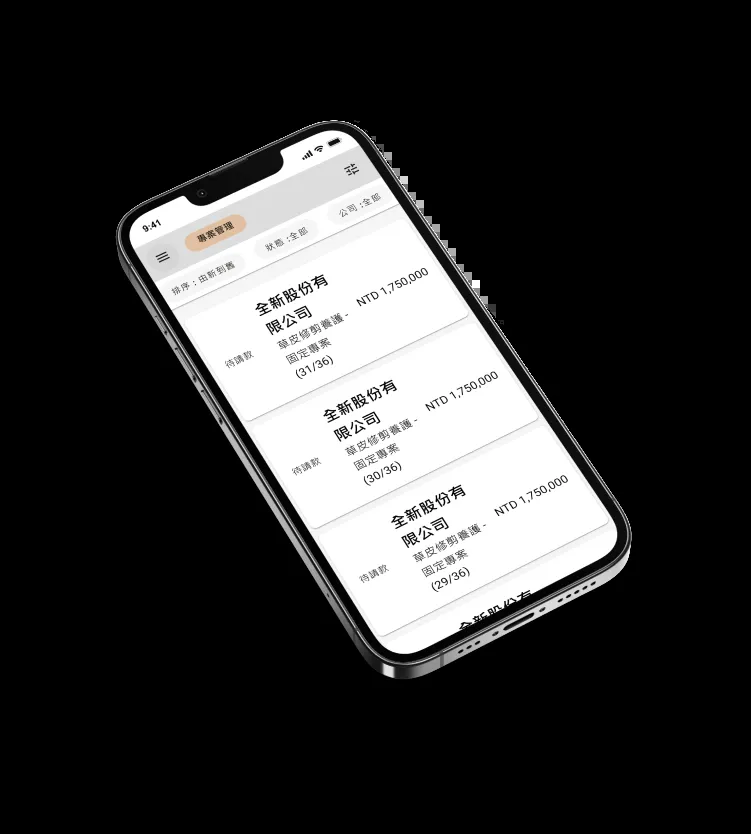 9:41
專案管理
排序：由新到舊
狀態：全部
公司：全部
全新股份有
限公司
待請款
草皮修剪養護 -
固定專案
(31/36)
NTD 1,750,000
全新股份有
限公司
待請款
草皮修剪養護 -
固定專案
(30/36)
NTD 1,750,000
全新股份有
限公司
待請款
草皮修剪養護 -
固定專案
(29/36)
NTD 1,750,000
全新股份有